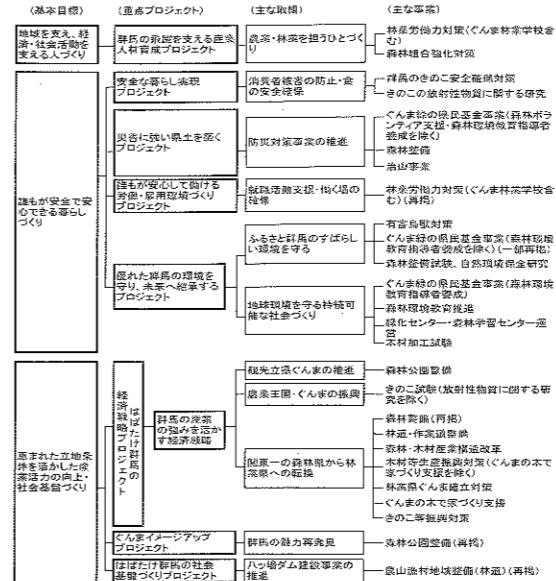 〈基本目標〉 〈重点プロジェクト〉 〈主な取組〉 〈主な事業〉
地域を支え、経
済・社会活動を
支える人づくり
群馬の飛躍を支える産業
人材育成プロジェクト
農業・林業を担うひとづく
り
林業労働力対策(ぐんま林業学校含
む)
森林組合強化対策
誰もが安全で安
心できる暮らし
づくり
安全な暮らし実現
プロジェクト
消費者被害の防止・食
の安全確保
群馬のきのこ安全確保対策
きのこの放射性物質に関する研究
災害に強い県土を築く
プロジェクト
防災対策事業の推進
ぐんま緑の県民基金事業(森林ボラ
ンティア支援・森林環境教育指導者
養成を除く)
森林整備
治山事業
誰もが安心して働ける
労働・雇用環境づくり
プロジェクト
就職活動支援・働く場の
確保
林業労働力対策(ぐんま林業学校含
む)(再掲)
優れた群馬の環境を
守り、未来へ継承する
プロジェクト
ふるさと群馬のすばらし
い環境を守る
有害鳥獣対策
ぐんま緑の県民基金事業(森林環境
教育指導者養成を除く)(一部再掲)
森林整備試験、自然環境保全研究
地球環境を守る持続可
能な社会づくり
ぐんま緑の県民基金事業(森林環境
教育指導者養成)
森林環境教育推進
緑化センター・森林学習センター運
営
木材加工試験
恵まれた立地条
件を活かした産
業活力の向上・
社会基盤づくり
はばたけ群馬の
経済戦略プロジェクト
群馬の産業
の強みを活か
す経済戦略
観光立県ぐんまの推進
森林公園整備
農業王国・ぐんまの振興
きのこ試験(放射性物質に関する研
究を除く)
関東一の森林県から林
業県への転換
森林整備(再掲)
林道・作業道整備
森林・木材産業構造改革
木材等生産振興対策(ぐんまの木で
家づくり支援を除く)
林業県ぐんま確立対策
ぐんまの木で家づくり支援
きのこ等振興対策
ぐんまイメージアップ
プロジェクト
群馬の魅力再発見
森林公園整備(再掲)
はばたけ群馬の社会
基盤づくりプロジェクト
八ッ場ダム建設事業の
推進
農山漁村地域整備(林道)(再掲)